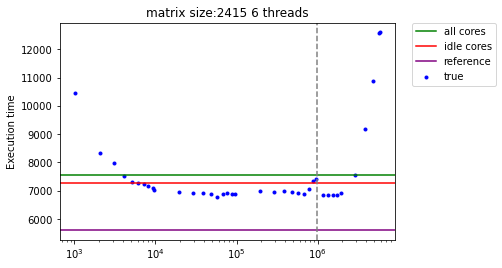 matrix size:2415 6 threads
all cores
idle cores
reference
true
Execution time
12000
11000
10000
9000
8000
7000
6000
10³ 10⁴ 10⁵ 10⁶